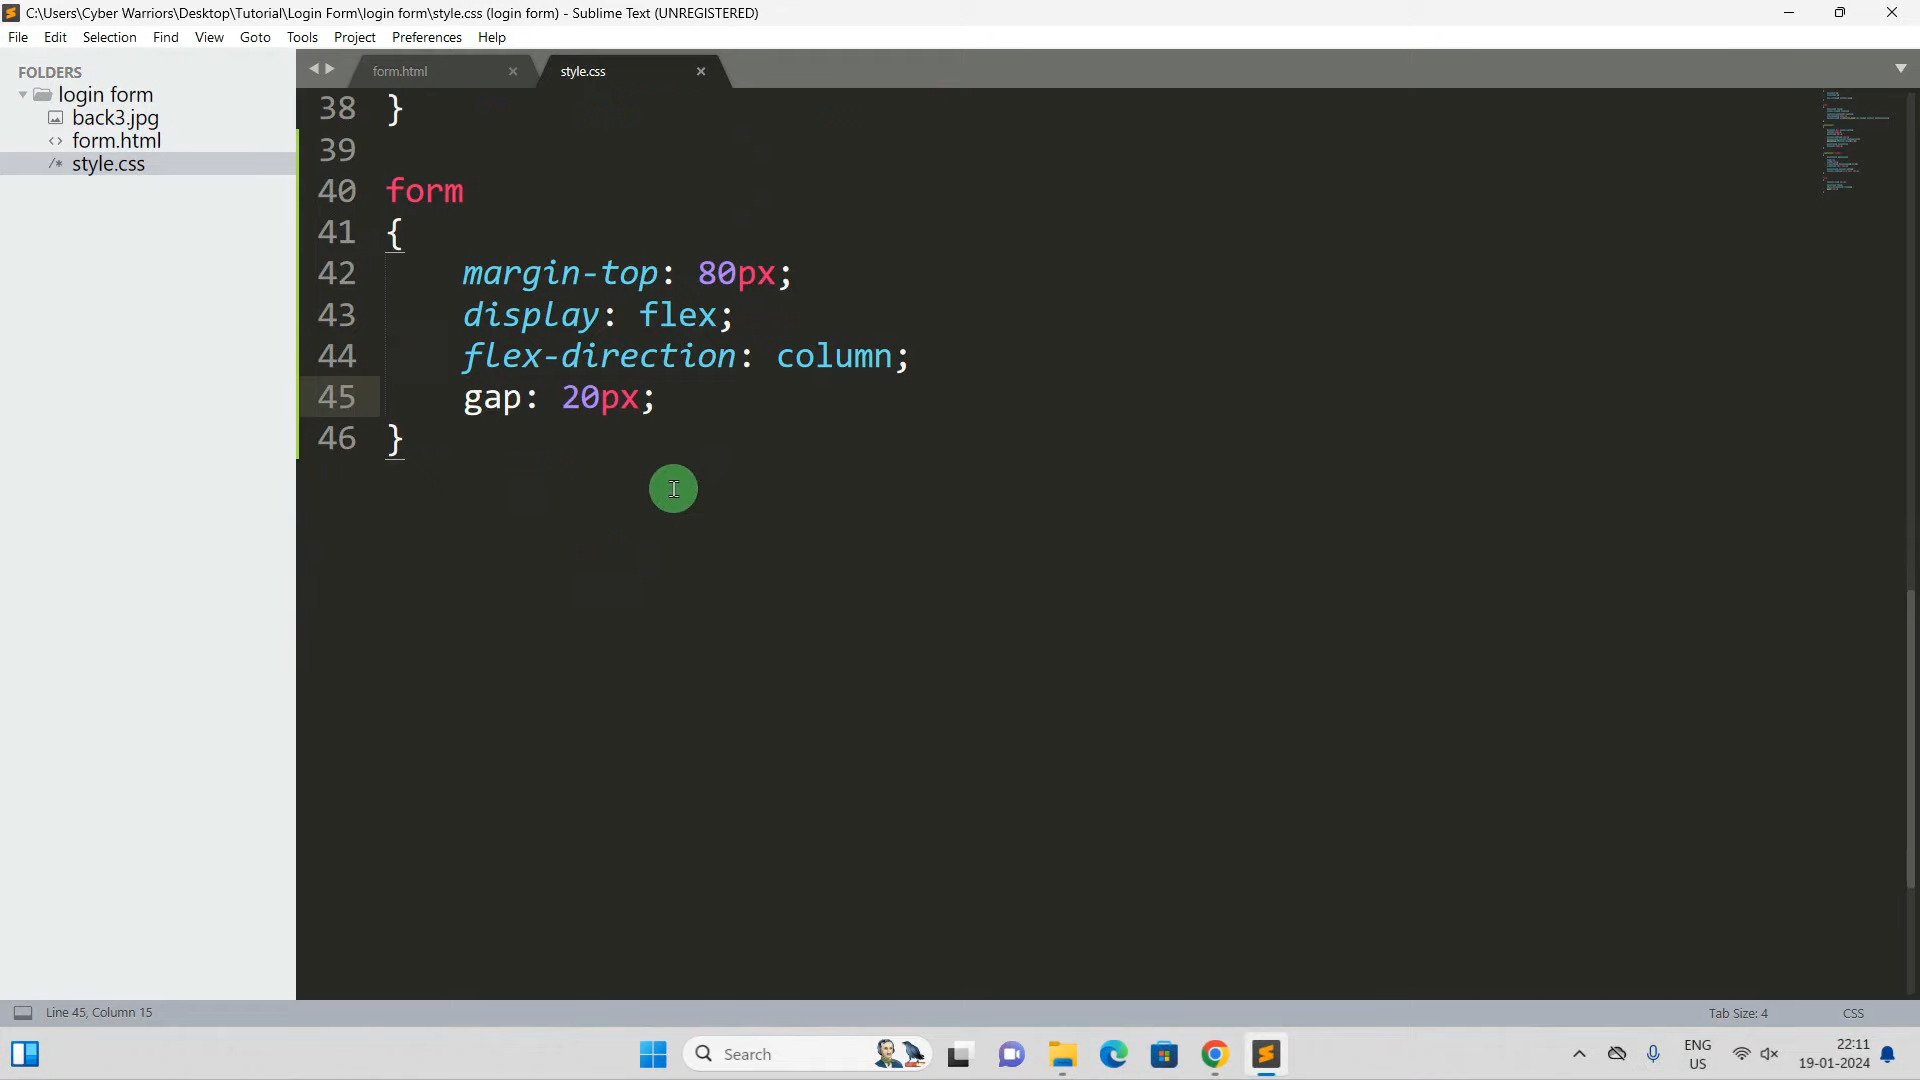 C:\Users\Cyber Warriors\Desktop\Tutorial\Login Form\login form\style.css (login form) - Sublime Text (UNREGISTERED)
File Edit Selection Find View Goto Tools Project Preferences Help
FOLDERS
login form
back3.jpg
<> form.html
/* style.css
form.html
style.css
38 }
39
40 form
41 {
42 margin-top: 80px;
43 display: flex;
44 flex-direction: column;
45 gap: 20px;
46 }
Line 45, Column 15
Tab Size: 4
CSS
Search
ENG
US
22:11
19-01-2024